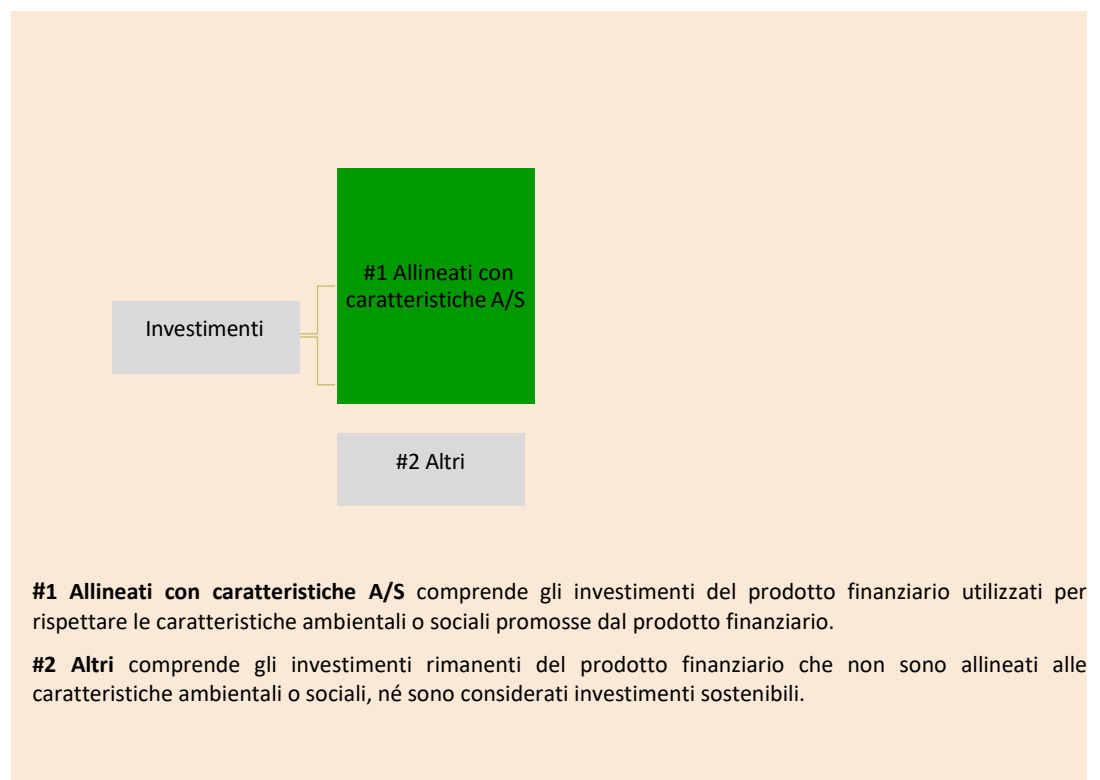 #1 Allineati con
caratteristiche A/S
Investimenti
#2 Altri
#1 Allineati con caratteristiche A/S comprende gli investimenti del prodotto finanziario utilizzati per
rispettare le caratteristiche ambientali o sociali promosse dal prodotto finanziario.
#2 Altri comprende gli investimenti rimanenti del prodotto finanziario che non sono allineati alle
caratteristiche ambientali o sociali, né sono considerati investimenti sostenibili.